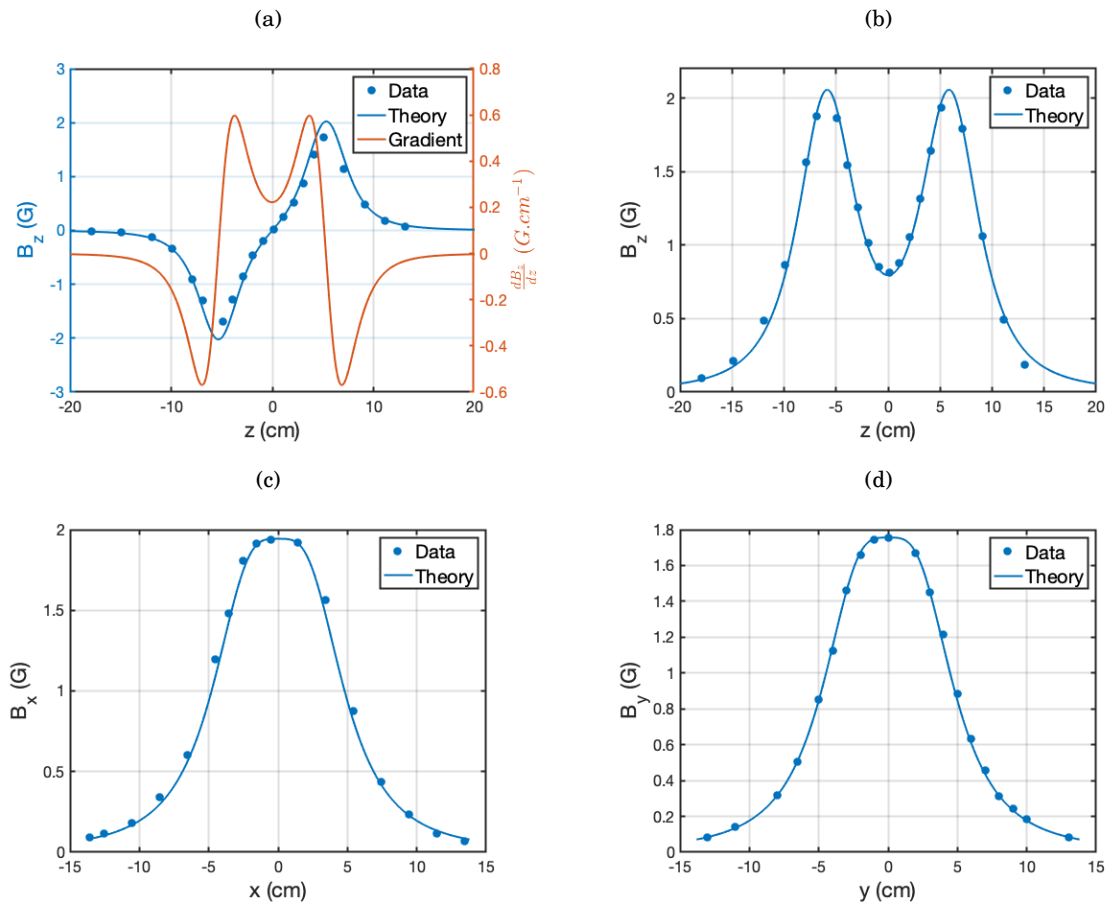 (a)
3
2
1
0
-1
-2
-3
0.8
0.6
0.4
0.2
0
-0.2
-0.4
-0.6
-20
-10
0
10
20
B_z (G)
z (cm)
\frac{dB_z}{dz} (G.cm^{-1})
Data
Theory
Gradient
(b)
2
1.5
1
0.5
0
-20
-15
-10
-5
0
5
10
15
20
B_z (G)
z (cm)
Data
Theory
(c)
2
1.5
1
0.5
0
-15
-10
-5
0
5
10
15
B_x (G)
x (cm)
Data
Theory
(d)
1.8
1.6
1.4
1.2
1
0.8
0.6
0.4
0.2
0
-15
-10
-5
0
5
10
15
B_y (G)
y (cm)
Data
Theory